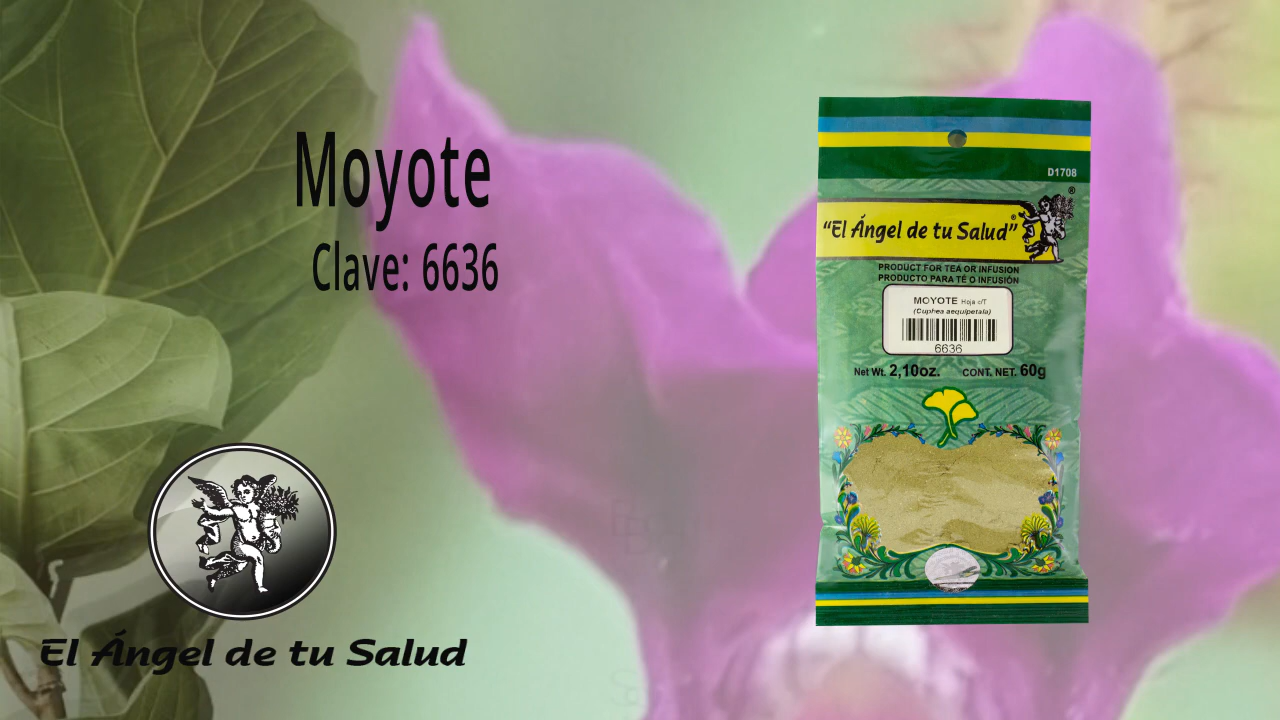 Moyote
Clave: 6636
El Ángel de tu Salud
D1708
®
"El Ángel de tu Salud"®
PRODUCT FOR TEA OR INFUSION
PRODUCTO PARA TÉ O INFUSIÓN
MOYOTE Hoja c/T
(Cuphea aequipetala)
6636
Net Wt. 2,10oz. CONT. NET. 60g